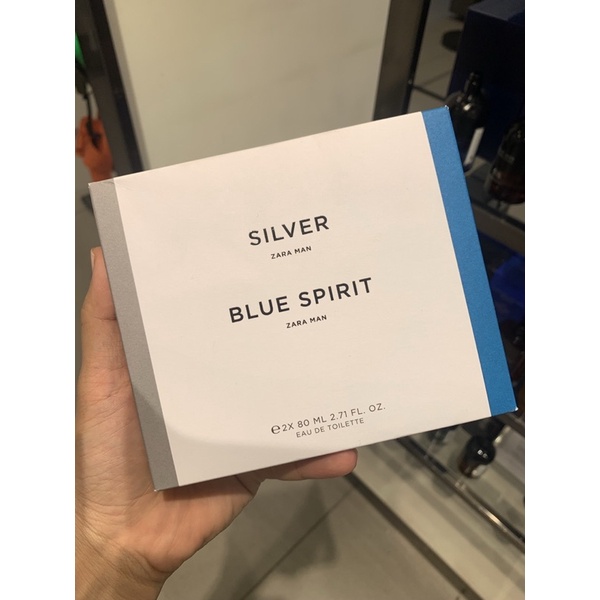 SILVER
ZARA MAN
BLUE SPIRIT
ZARA MAN
℮2X 80 ML 2.71 FL. OZ.
EAU DE TOILETTE